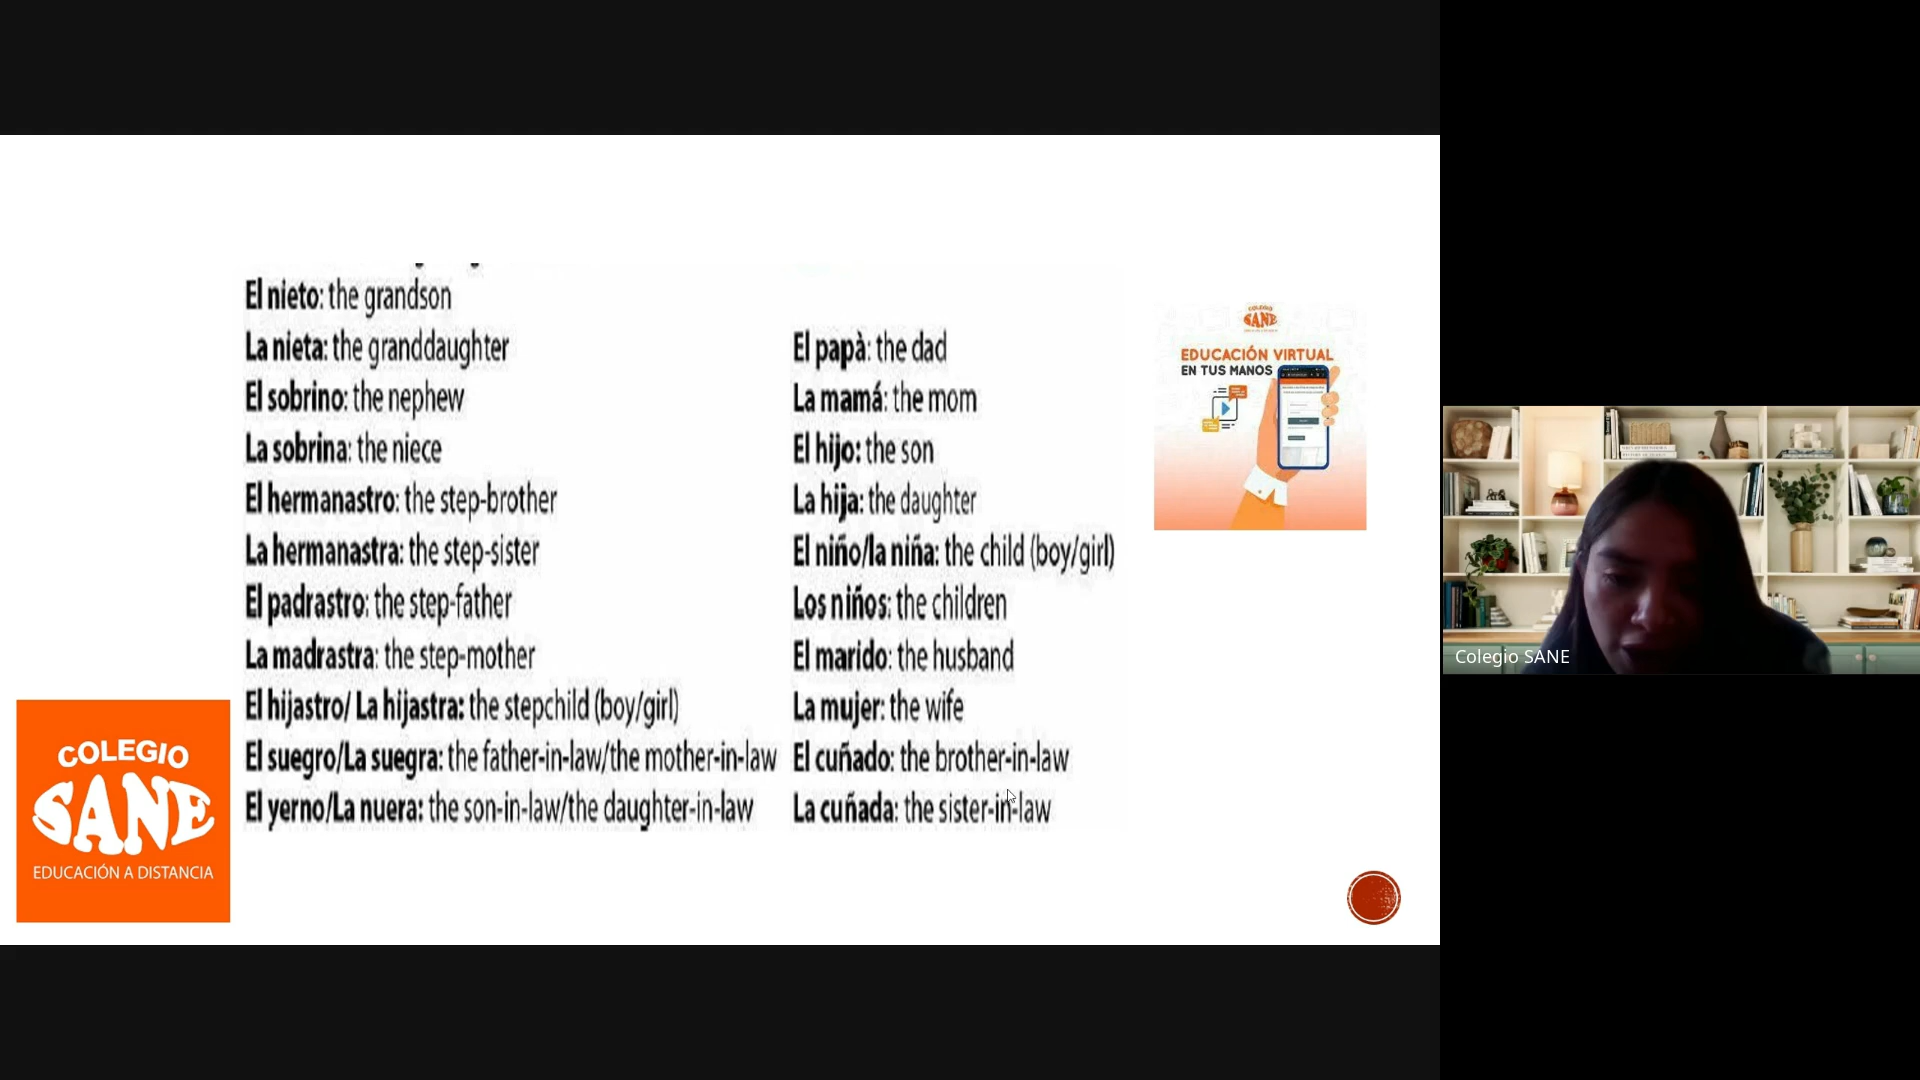 El nieto: the grandson
La nieta: the granddaughter
El sobrino: the nephew
La sobrina: the niece
El hermanastro: the step-brother
La hermanastra: the step-sister
El padrastro: the step-father
La madrastra: the step-mother
El hijastro/ La hijastra: the stepchild (boy/girl)
El suegro/La suegra: the father-in-law/the mother-in-law
El yerno/La nuera: the son-in-law/the daughter-in-law
El papà: the dad
La mamá: the mom
El hijo: the son
La hija: the daughter
El niño/la niña: the child (boy/girl)
Los niños: the children
El marido: the husband
La mujer: the wife
El cuñado: the brother-in-law
La cuñada: the sister-in-law
COLEGIO
SANE
EDUCACIÓN VIRTUAL
EN TUS MANOS
COLEGIO
SANE
EDUCACIÓN A DISTANCIA
Colegio SANE